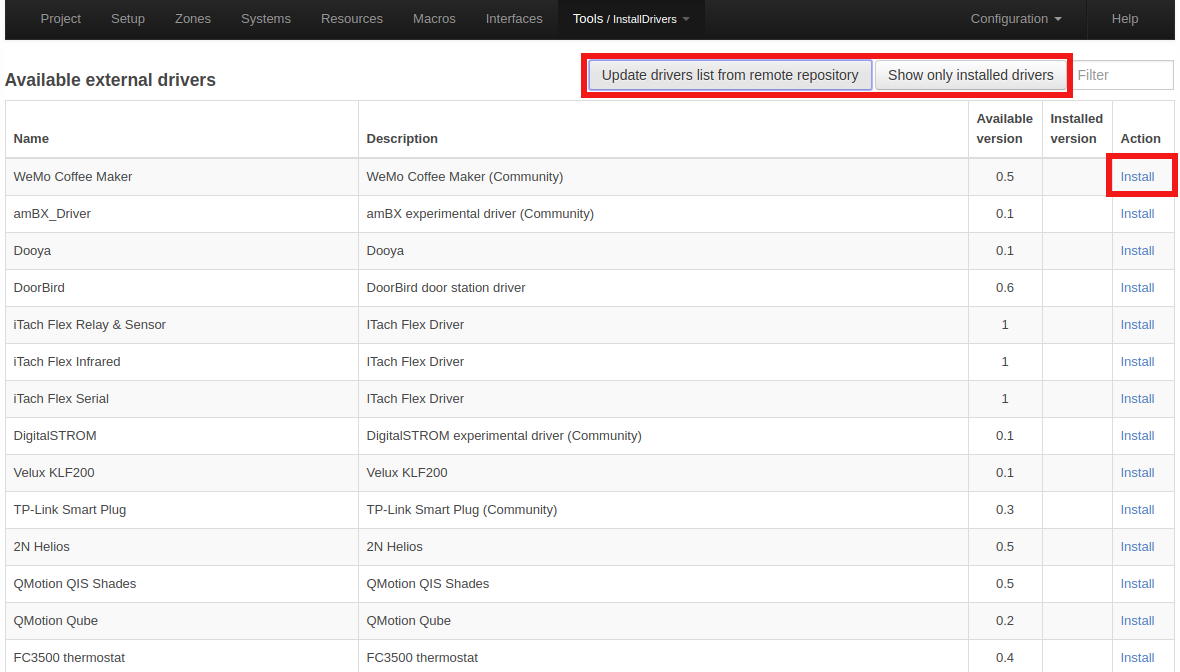 Project Setup Zones Systems Resources Macros Interfaces Tools / InstallDrivers Configuration Help
Available external drivers Update drivers list from remote repository Show only installed drivers Filter
Name Description Available version Installed version Action
WeMo Coffee Maker WeMo Coffee Maker (Community) 0.5 Install
amBX_Driver amBX experimental driver (Community) 0.1 Install
Dooya Dooya 0.1 Install
DoorBird DoorBird door station driver 0.6 Install
iTach Flex Relay & Sensor ITach Flex Driver 1 Install
iTach Flex Infrared ITach Flex Driver 1 Install
iTach Flex Serial ITach Flex Driver 1 Install
DigitalSTROM DigitalSTROM experimental driver (Community) 0.1 Install
Velux KLF200 Velux KLF200 0.1 Install
TP-Link Smart Plug TP-Link Smart Plug (Community) 0.3 Install
2N Helios 2N Helios 0.5 Install
QMotion QIS Shades QMotion QIS Shades 0.5 Install
QMotion Qube QMotion Qube 0.2 Install
FC3500 thermostat FC3500 thermostat 0.4 Install